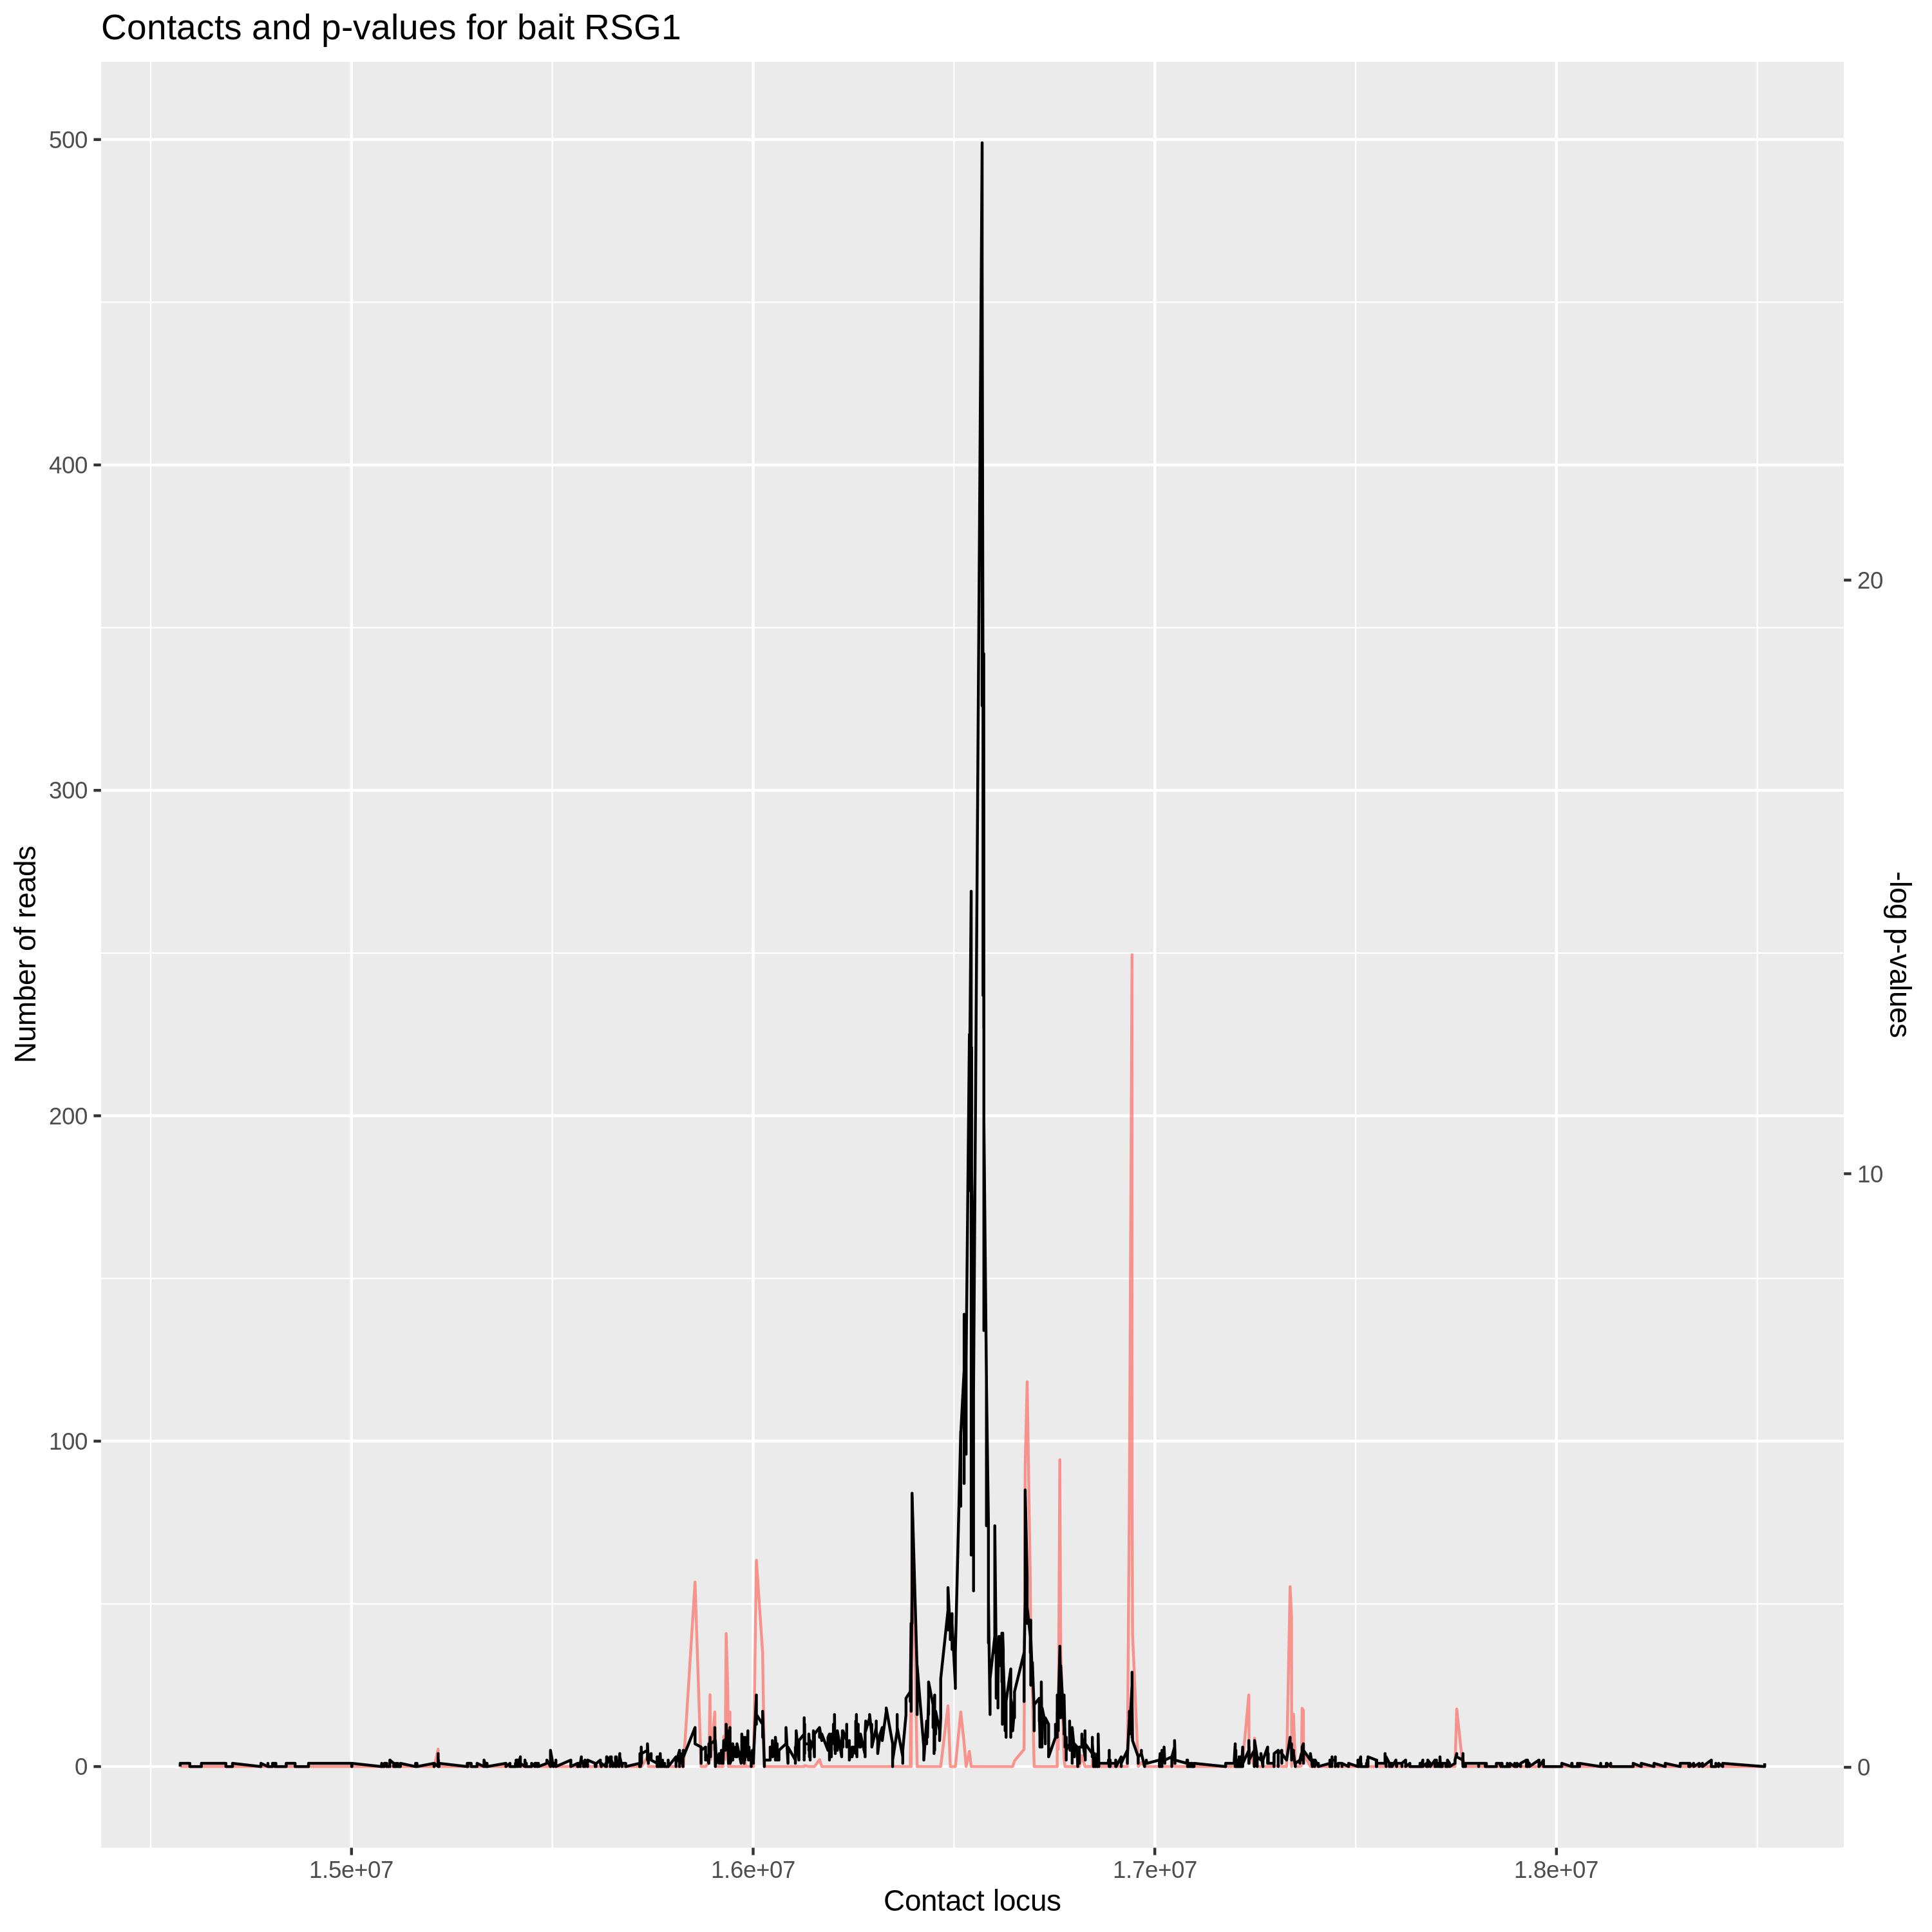 Contacts and p-values for bait RSG1
500
400
300
200
100
0
Number of reads
20
10
0
-log p-values
1.5e+07
1.6e+07
1.7e+07
1.8e+07
Contact locus